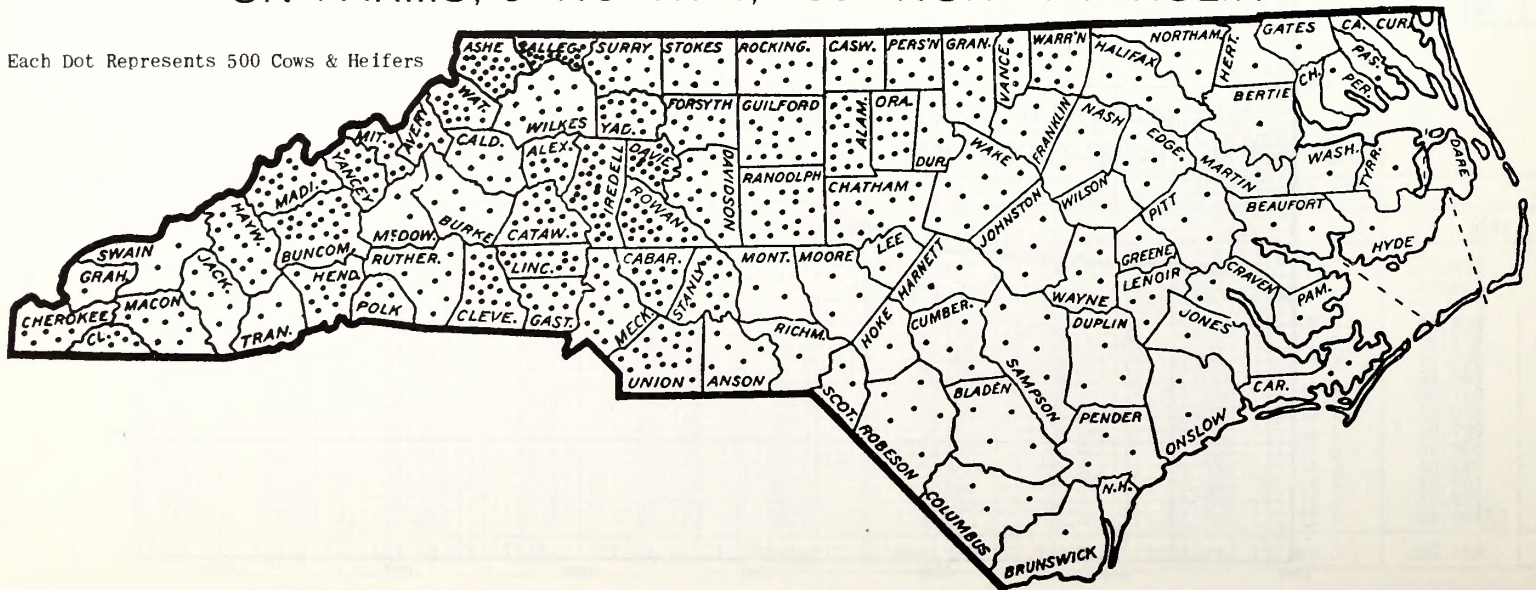 Each Dot Represents 500 Cows & Heifers
ASHE
ALLEG.
SURRY
STOKES
ROCKING.
CASW.
PERS'N
GRAN.
VANCE
WARR'N
HALIFAX
NORTHAM.
HERT.
GATES
CA.
CUR.
PAS.
PER.
CH.
BERTIE
WAT.
WILKES
YAD.
FORSYTH
GUILFORD
ALAM.
ORA.
DUR.
FRANKLIN
NASH
EDGE.
MARTIN
WASH.
TYRR.
DARE
MIT.
AVERY
CALD.
ALEX.
IREDELL
DAVIE
DAVIDSON
RANOOLPH
CHATHAM
WAKE
WILSON
PITT
BEAUFORT
HYDE
MADI.
YANCEY
MCDOW.
BURKE
CATAW.
ROWAN
JOHNSTON
GREENE
SWAIN
HAYW.
BUNCOM.
RUTHER.
LINC.
CABAR.
STANLY
MONT.
MOORE
LEE
HARNETT
WAYNE
LENOIR
CRAVEN
PAM.
GRAH.
JACK.
HEND.
POLK
CLEVE.
GAST.
MECK.
RICHM.
HOKE
CUMBER.
SAMPSON
DUPLIN
JONES
CHEROKEE
MACON
CL.
TRAN.
UNION
ANSON
SCOT.
ROBESON
BLADEN
PENDER
ONSLOW
CAR.
COLUMBUS
N.H.
BRUNSWICK